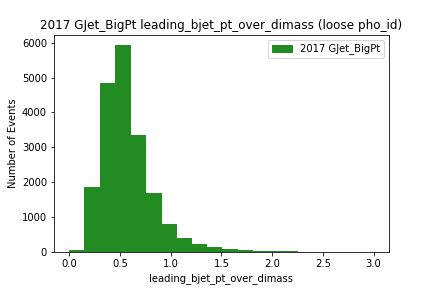 2017 GJet_BigPt leading_bjet_pt_over_dimass (loose pho_id)
2017 GJet_BigPt
Number of Events
6000
5000
4000
3000
2000
1000
0
0.0 0.5 1.0 1.5 2.0 2.5 3.0
leading_bjet_pt_over_dimass